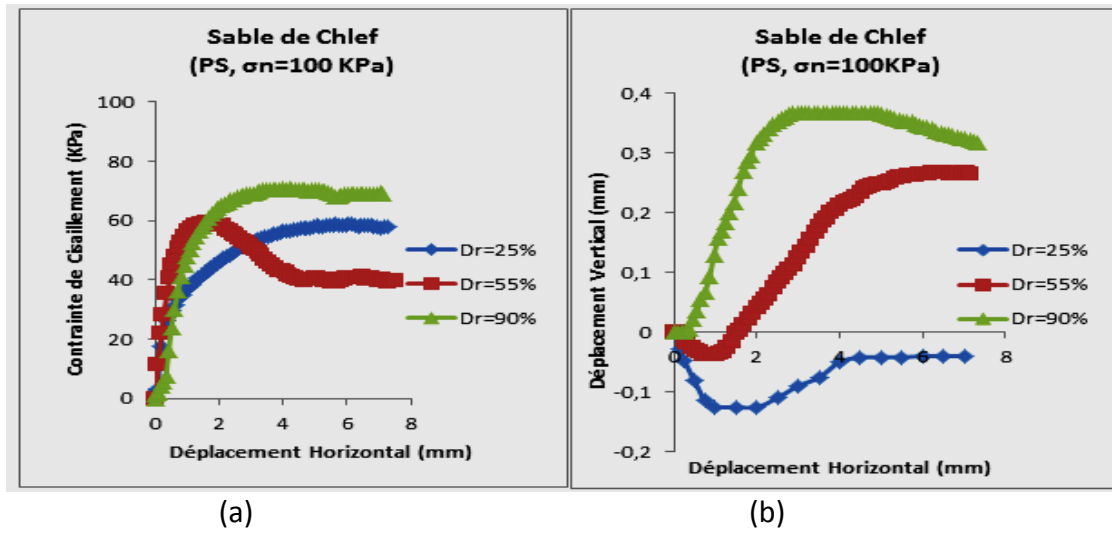 Sable de Chlef
(PS, σn=100 KPa)
Contrainte de Cisaillement (KPa)
100
80
60
40
20
0
0 2 4 6 8
Déplacement Horizontal (mm)
Dr=25%
Dr=55%
Dr=90%
(a)
Sable de Chlef
(PS, σn=100KPa)
Déplacement Vertical (mm)
0,4
0,3
0,2
0,1
0
-0,1
-0,2
0 2 4 6 8
Déplacement Horizontal (mm)
Dr=25%
Dr=55%
Dr=90%
(b)